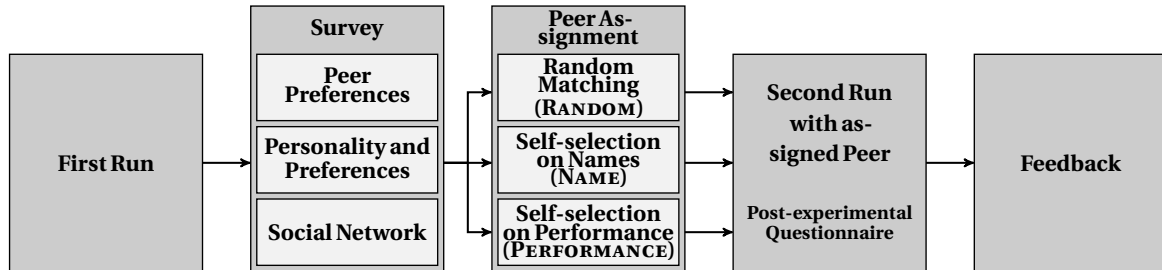 First Run
Survey
Peer
Preferences
Personality and
Preferences
Social Network
Peer As-
signment
Random
Matching
(RANDOM)
Self-selection
on Names
(NAME)
Self-selection
on Performance
(PERFORMANCE)
Second Run
with as-
signed Peer
Post-experimental
Questionnaire
Feedback